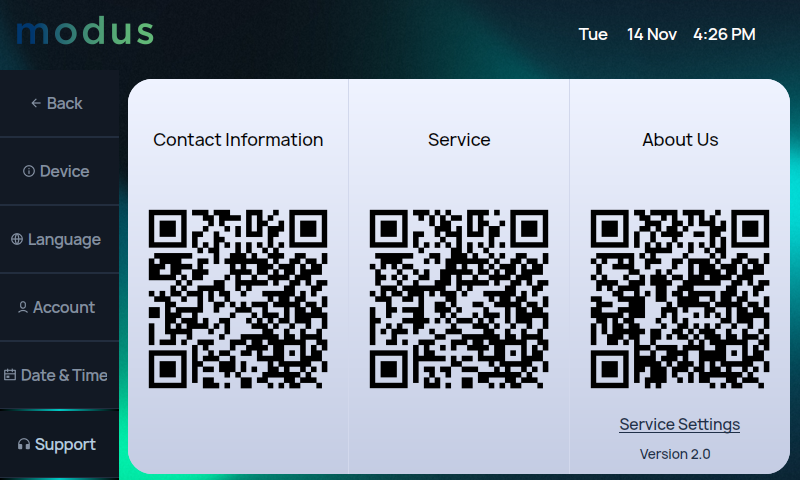 modus
Tue 14 Nov 4:26 PM
Back
Device
Language
Account
Date & Time
Support
Contact Information
Service
About Us
Service Settings
Version 2.0